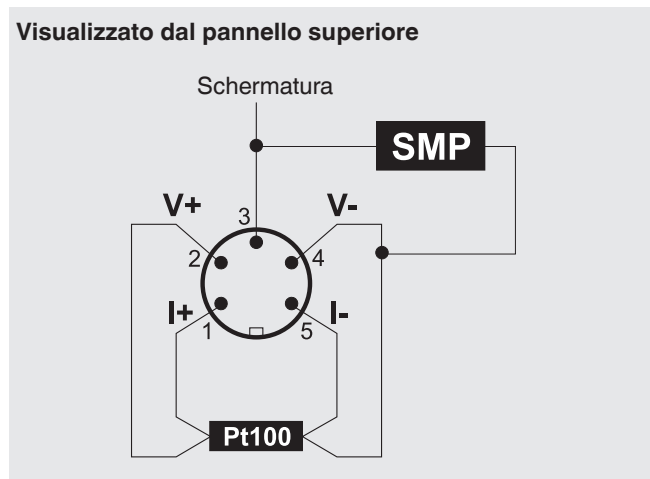 Visualizzato dal pannello superiore
Schermatura
SMP
V+
3
V-
2
4
I+
1
5
I-
Pt100